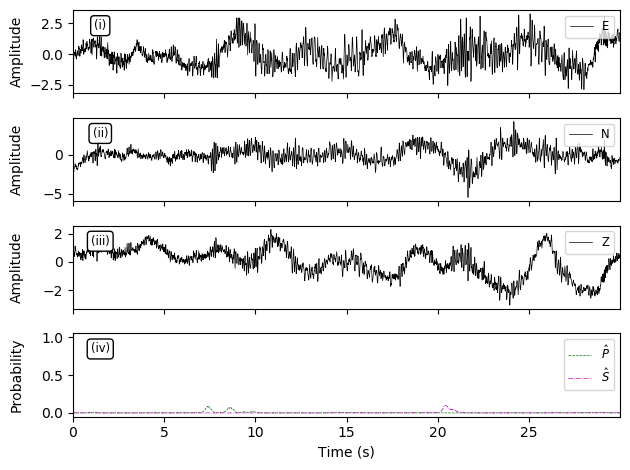 (i)
E
2.5
0.0
−2.5
Amplitude
(ii)
N
0
−5
Amplitude
(iii)
Z
2
0
−2
Amplitude
(iv)
P̂
Ŝ
1.0
0.5
0.0
Probability
0 5 10 15 20 25
Time (s)